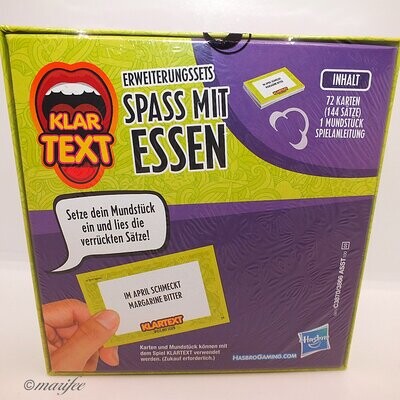 KLAR
TEXT
ERWEITERUNGSSETS
SPASS MIT
ESSEN
INHALT
72 KARTEN
(144 SÄTZE)
1 MUNDSTÜCK
SPIELANLEITUNG
Setze dein Mundstück
ein und lies die
verrückten Sätze!
IM APRIL SCHMECKT
MARGARINE BITTER
KLARTEXT
Karten und Mundstück können mit
dem Spiel KLARTEXT verwendet
werden. (Zukauf erforderlich.)
Hasbro
HASBROGAMING.COM
©marifee